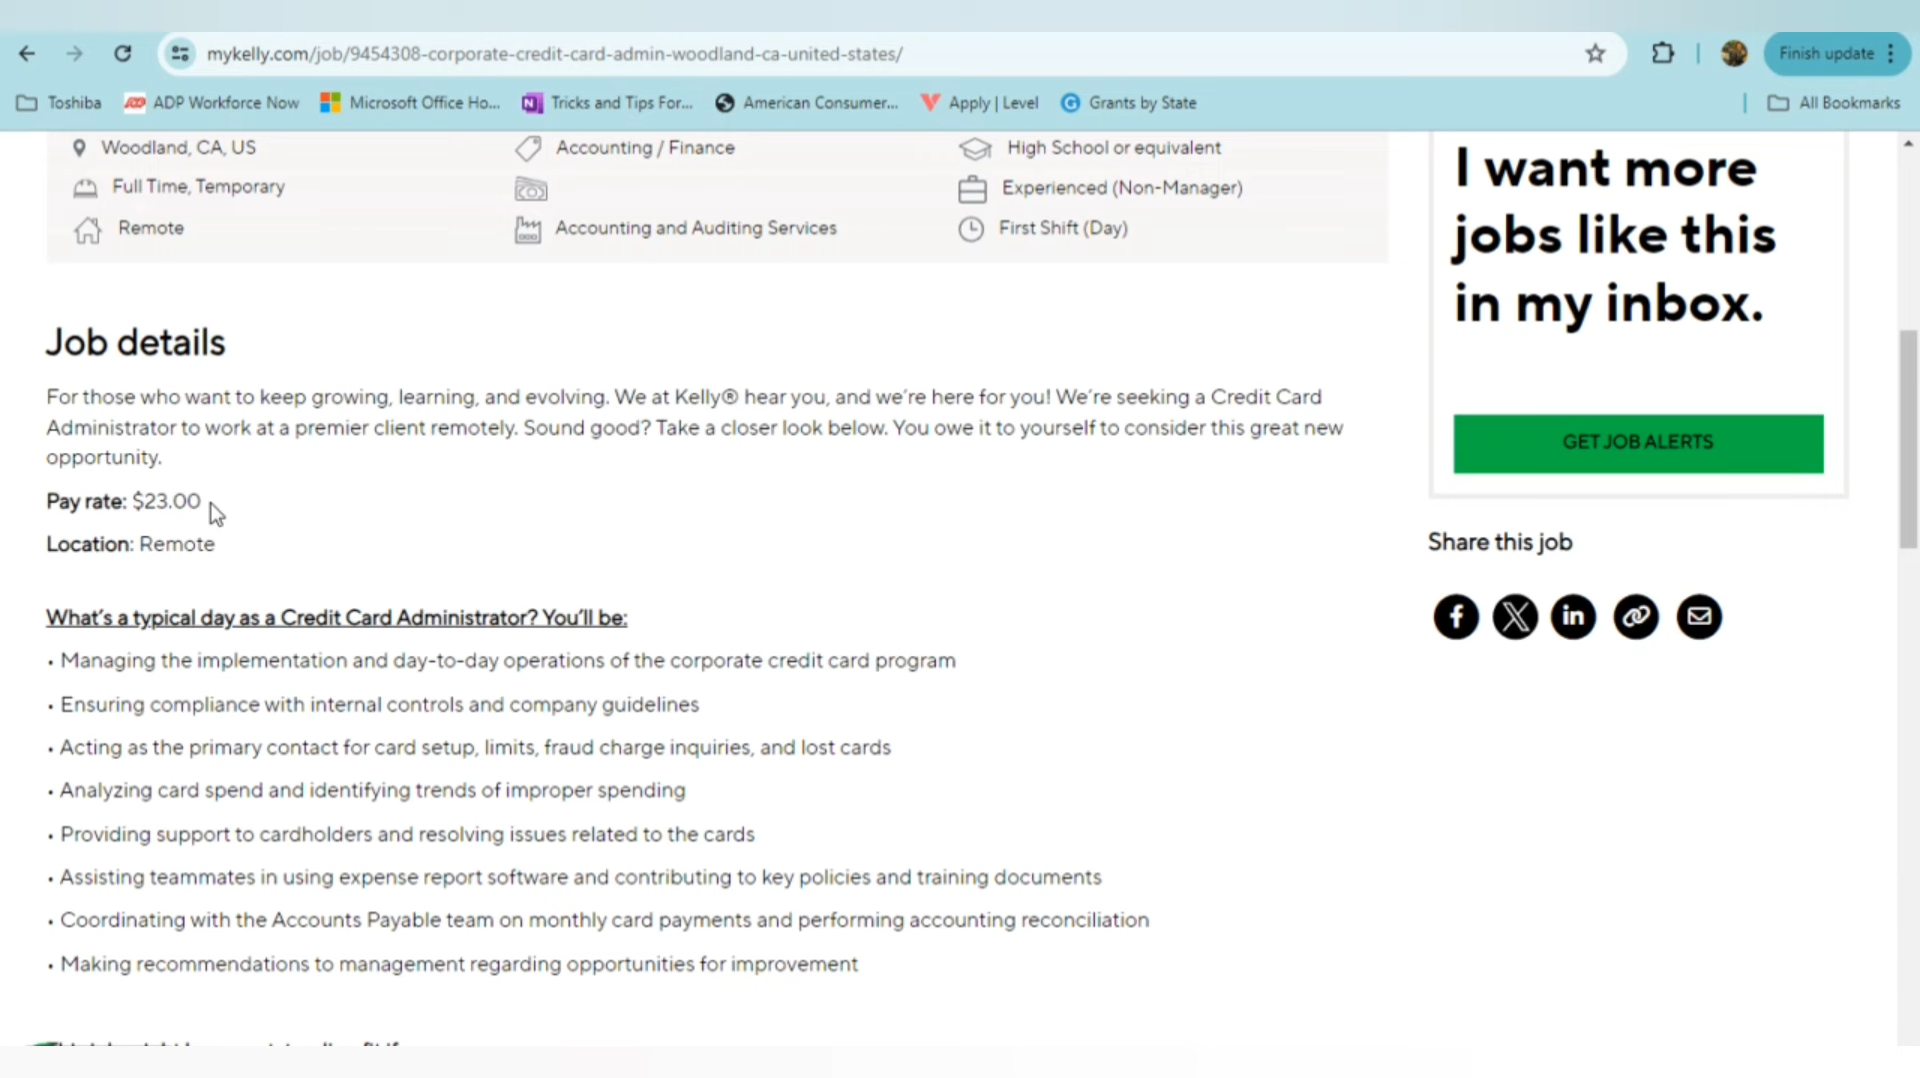 mykelly.com/job/9454308-corporate-credit-card-admin-woodland-ca-united-states/
Finish update
Toshiba
ADP Workforce Now
Microsoft Office Ho...
Tricks and Tips For...
American Consumer...
Apply | Level
Grants by State
All Bookmarks
Woodland, CA, US
Accounting / Finance
High School or equivalent
Full Time, Temporary
Experienced (Non-Manager)
Remote
Accounting and Auditing Services
First Shift (Day)
I want more
jobs like this
in my inbox.
GET JOB ALERTS
Share this job
Job details
For those who want to keep growing, learning, and evolving. We at Kelly® hear you, and we're here for you! We're seeking a Credit Card
Administrator to work at a premier client remotely. Sound good? Take a closer look below. You owe it to yourself to consider this great new
opportunity.
Pay rate: $23.00
Location: Remote
What's a typical day as a Credit Card Administrator? You'll be:
• Managing the implementation and day-to-day operations of the corporate credit card program
• Ensuring compliance with internal controls and company guidelines
• Acting as the primary contact for card setup, limits, fraud charge inquiries, and lost cards
• Analyzing card spend and identifying trends of improper spending
• Providing support to cardholders and resolving issues related to the cards
• Assisting teammates in using expense report software and contributing to key policies and training documents
• Coordinating with the Accounts Payable team on monthly card payments and performing accounting reconciliation
• Making recommendations to management regarding opportunities for improvement